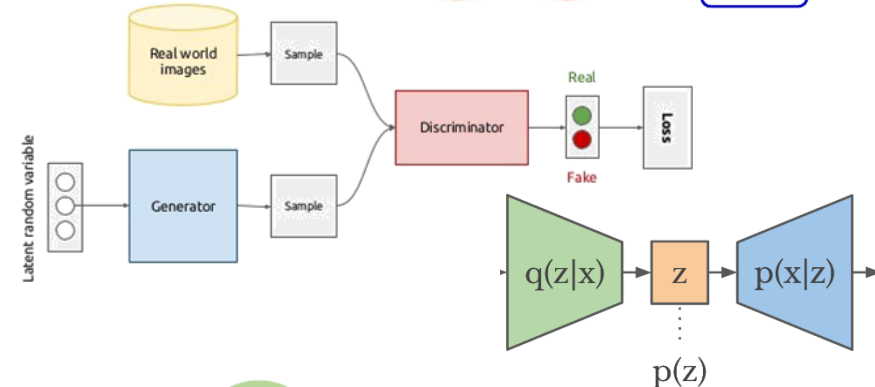 Real world
images
Sample
Real
Discriminator
Loss
Fake
Latent random variable
Generator
Sample
q(z|x)
z
p(x|z)
p(z)